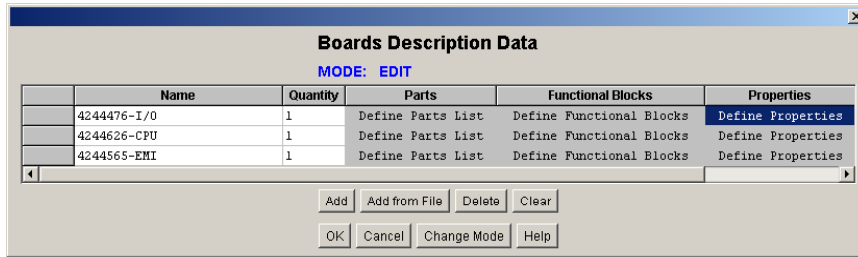 Boards Description Data
MODE: EDIT
Name Quantity Parts Functional Blocks Properties
4244476-I/O 1 Define Parts List Define Functional Blocks Define Properties
4244626-CPU 1 Define Parts List Define Functional Blocks Define Properties
4244565-EMI 1 Define Parts List Define Functional Blocks Define Properties
Add Add from File Delete Clear
OK Cancel Change Mode Help